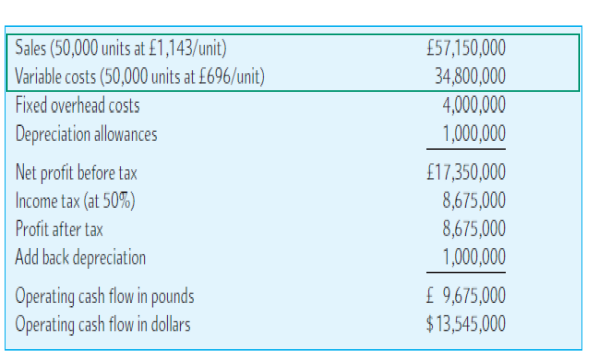 Sales (50,000 units at £1,143/unit) £57,150,000
Variable costs (50,000 units at £696/unit) 34,800,000
Fixed overhead costs 4,000,000
Depreciation allowances 1,000,000
Net profit before tax £17,350,000
Income tax (at 50%) 8,675,000
Profit after tax 8,675,000
Add back depreciation 1,000,000
Operating cash flow in pounds £ 9,675,000
Operating cash flow in dollars $13,545,000